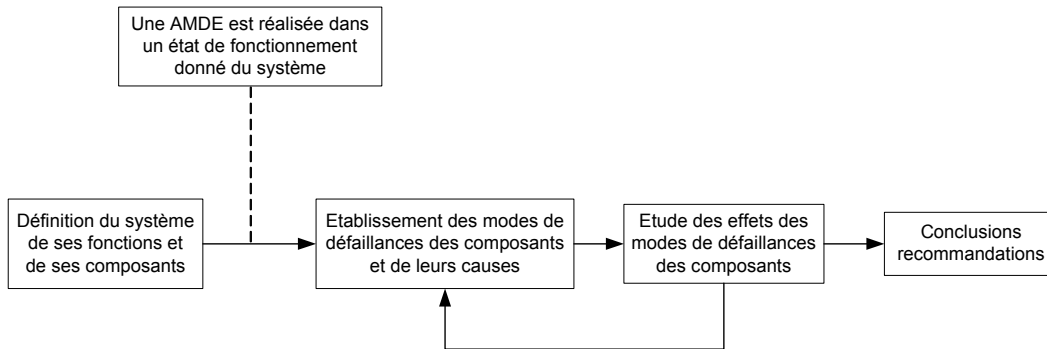 Une AMDE est réalisée dans
un état de fonctionnement
donné du système
Définition du système
de ses fonctions et
de ses composants
Etablissement des modes de
défaillances des composants
et de leurs causes
Etude des effets des
modes de défaillances
des composants
Conclusions
recommandations